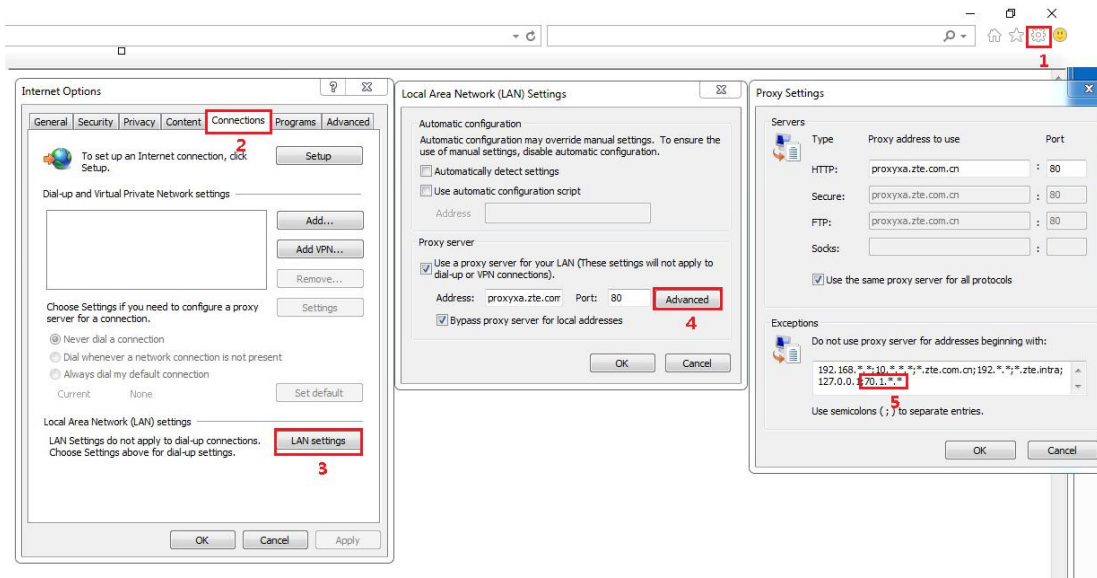 1
Internet Options
General Security Privacy Content Connections Programs Advanced
2
To set up an Internet connection, click
Setup.
Setup
Dial-up and Virtual Private Network settings
Add...
Add VPN...
Remove...
Choose Settings if you need to configure a proxy
server for a connection.
Settings
Never dial a connection
Dial whenever a network connection is not present
Always dial my default connection
Current None
Set default
Local Area Network (LAN) settings
LAN Settings do not apply to dial-up connections.
Choose Settings above for dial-up settings.
LAN settings
3
OK Cancel Apply
Local Area Network (LAN) Settings
Automatic configuration
Automatic configuration may override manual settings. To ensure the
use of manual settings, disable automatic configuration.
Automatically detect settings
Use automatic configuration script
Address
Proxy server
Use a proxy server for your LAN (These settings will not apply to
dial-up or VPN connections).
Address: proxyxa.zte.com Port: 80 Advanced
4
Bypass proxy server for local addresses
OK Cancel
Proxy Settings
Servers
Type Proxy address to use Port
HTTP: proxyxa.zte.com.cn : 80
Secure: proxyxa.zte.com.cn : 80
FTP: proxyxa.zte.com.cn : 80
Socks: :
Use the same proxy server for all protocols
Exceptions
Do not use proxy server for addresses beginning with:
192.168.*.*;10.*.*.*;*.zte.com.cn;192.*.*;*.zte.intra;
127.0.0.1;70.1.*.*
5
Use semicolons ( ; ) to separate entries.
OK Cancel